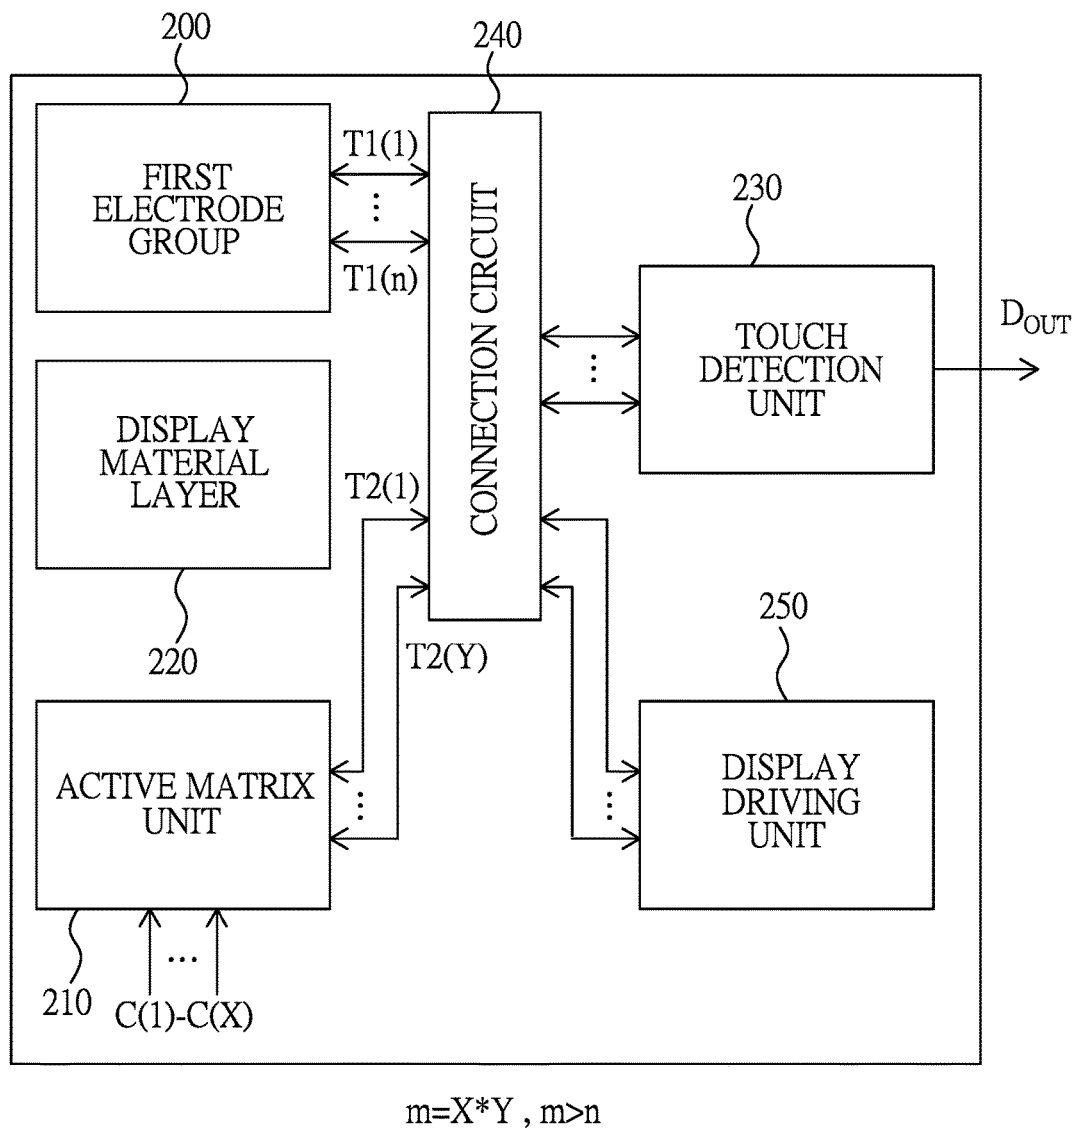 200
240
FIRST
ELECTRODE
GROUP
T1(1)
⋮
T1(n)
CONNECTION CIRCUIT
230
TOUCH
DETECTION
UNIT
⋮
D_OUT
DISPLAY
MATERIAL
LAYER
220
T2(1)
T2(Y)
250
ACTIVE MATRIX
UNIT
⋮
210
...
C(1)-C(X)
DISPLAY
DRIVING
UNIT
⋮
m=X*Y , m>n